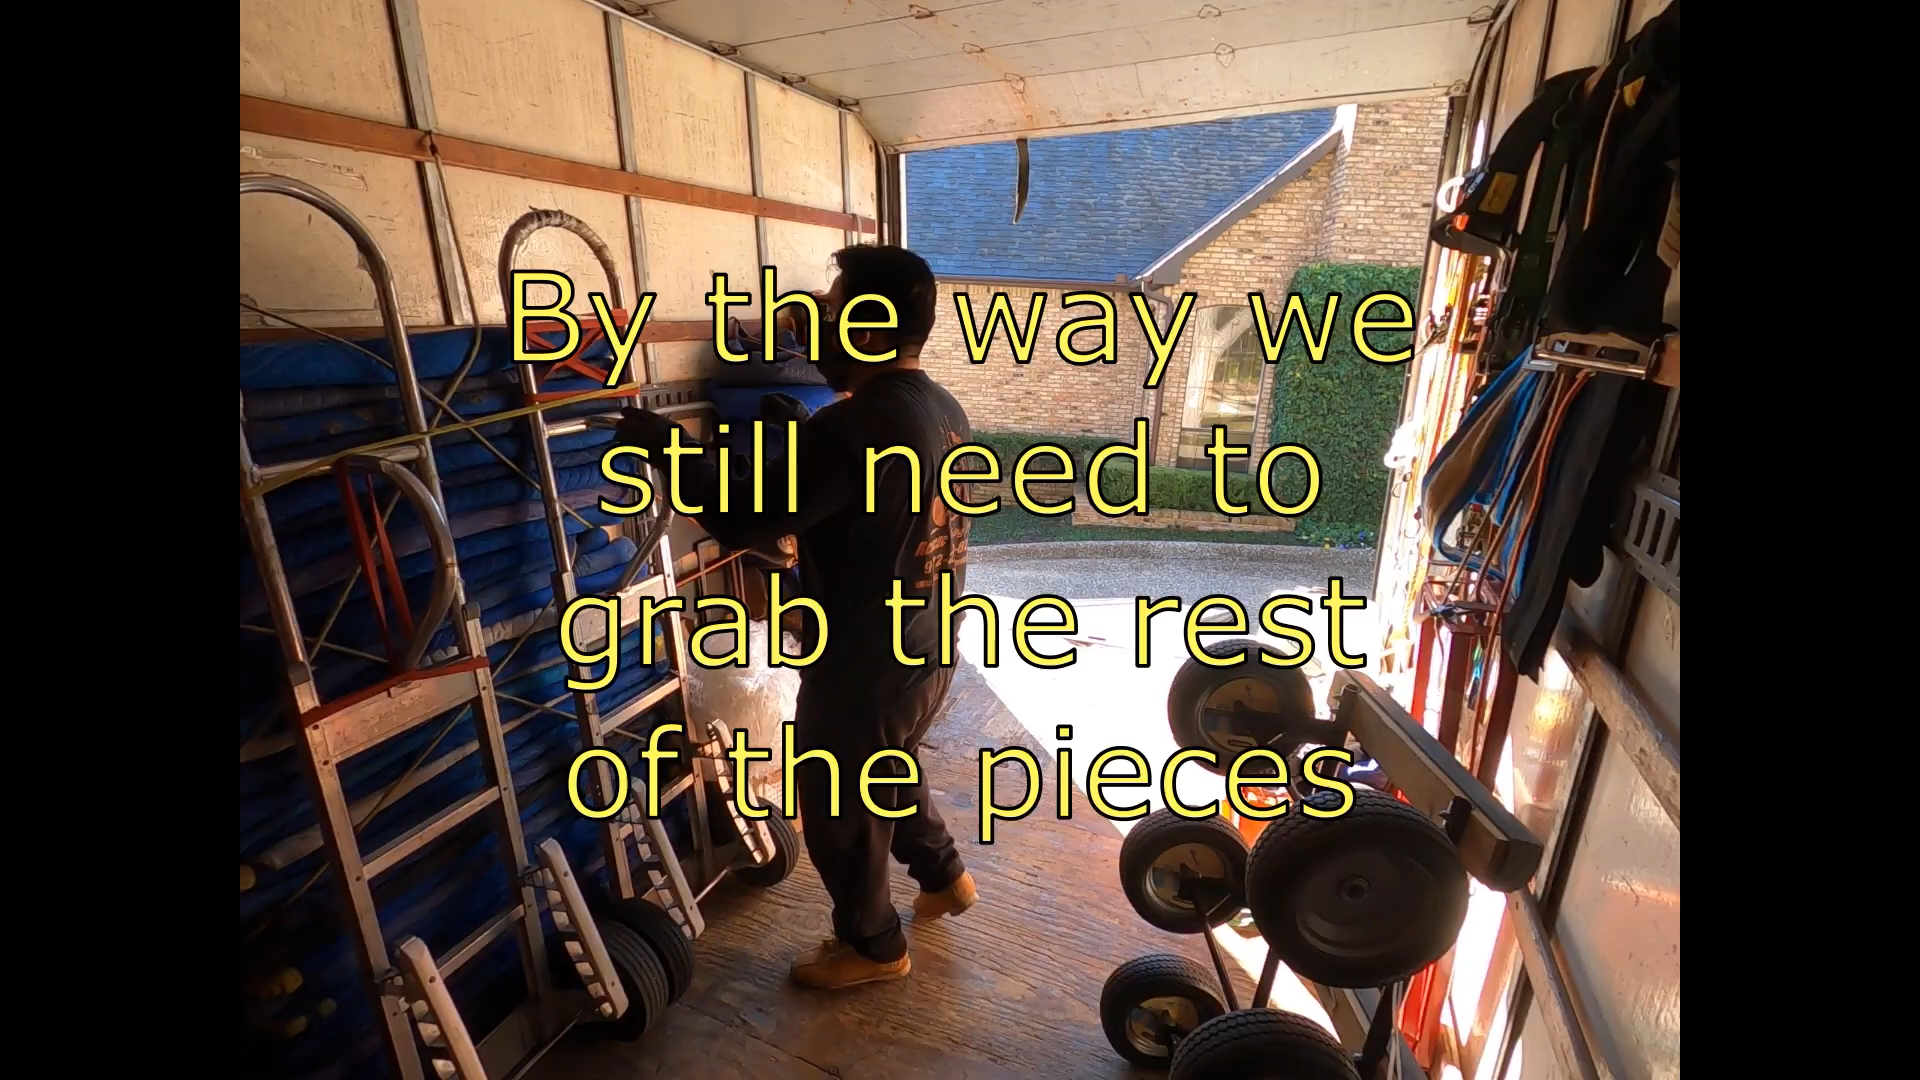 By the way we
still need to
grab the rest
of the pieces